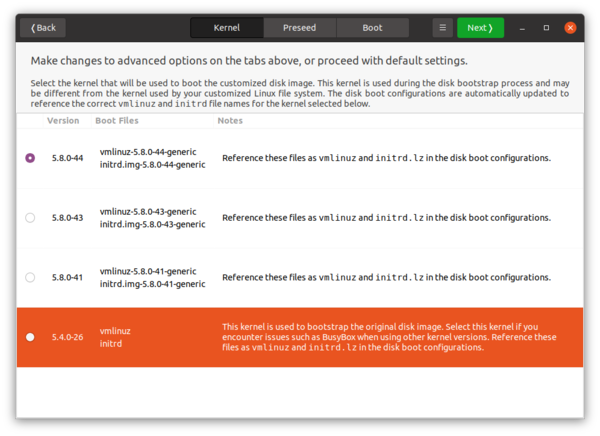 ❬Back
Kernel
Preseed
Boot
Next❭
Make changes to advanced options on the tabs above, or proceed with default settings.
Select the kernel that will be used to boot the customized disk image. This kernel is used during the disk bootstrap process and may
be different from the kernel used by your customized Linux file system. The disk boot configurations are automatically updated to
reference the correct vmlinuz and initrd file names for the kernel selected below.
Version Boot Files Notes
vmlinuz-5.8.0-44-generic
5.8.0-44 Reference these files as vmlinuz and initrd.lz in the disk boot configurations.
initrd.img-5.8.0-44-generic
vmlinuz-5.8.0-43-generic
5.8.0-43 Reference these files as vmlinuz and initrd.lz in the disk boot configurations.
initrd.img-5.8.0-43-generic
vmlinuz-5.8.0-41-generic
5.8.0-41 Reference these files as vmlinuz and initrd.lz in the disk boot configurations.
initrd.img-5.8.0-41-generic
5.4.0-26
vmlinuz
initrd
This kernel is used to bootstrap the original disk image. Select this kernel if you
encounter issues such as BusyBox when using other kernel versions. Reference these
files as vmlinuz and initrd.lz in the disk boot configurations.